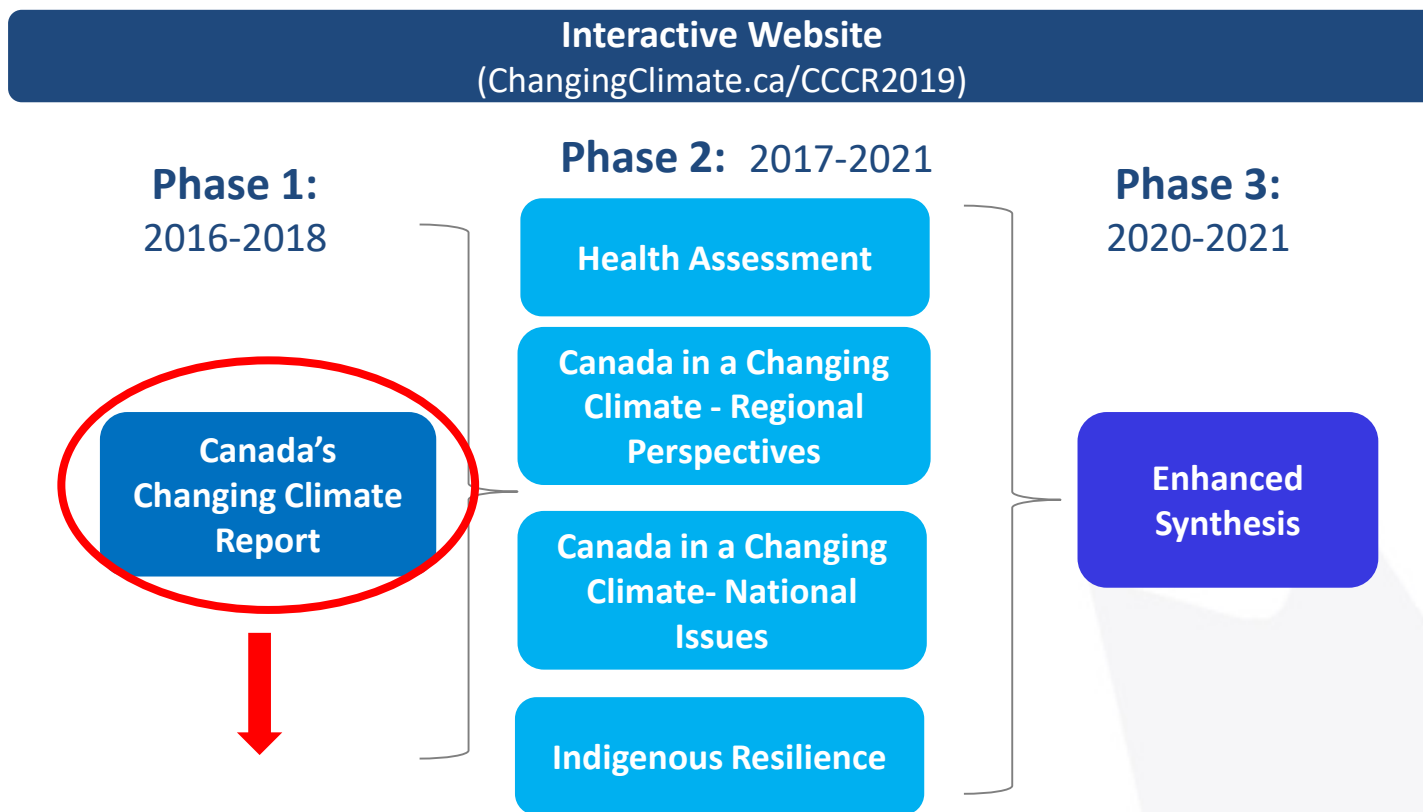 Interactive Website
(ChangingClimate.ca/CCCR2019)
Phase 1:
2016-2018
Canada’s
Changing Climate
Report
Phase 2: 2017-2021
Health Assessment
Canada in a Changing
Climate - Regional
Perspectives
Canada in a Changing
Climate- National
Issues
Indigenous Resilience
Phase 3:
2020-2021
Enhanced
Synthesis